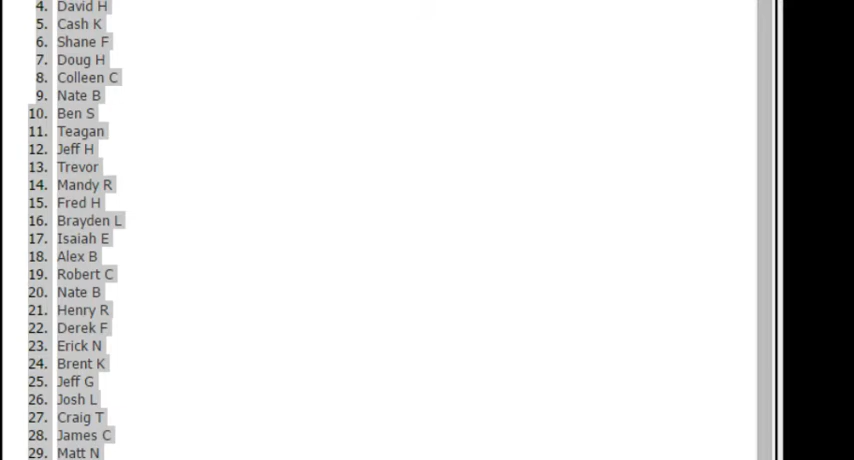 4. David H
5. Cash K
6. Shane F
7. Doug H
8. Colleen C
9. Nate B
10. Ben S
11. Teagan
12. Jeff H
13. Trevor
14. Mandy R
15. Fred H
16. Brayden L
17. Isaiah E
18. Alex B
19. Robert C
20. Nate B
21. Henry R
22. Derek F
23. Erick N
24. Brent K
25. Jeff G
26. Josh L
27. Craig T
28. James C
29. Matt N